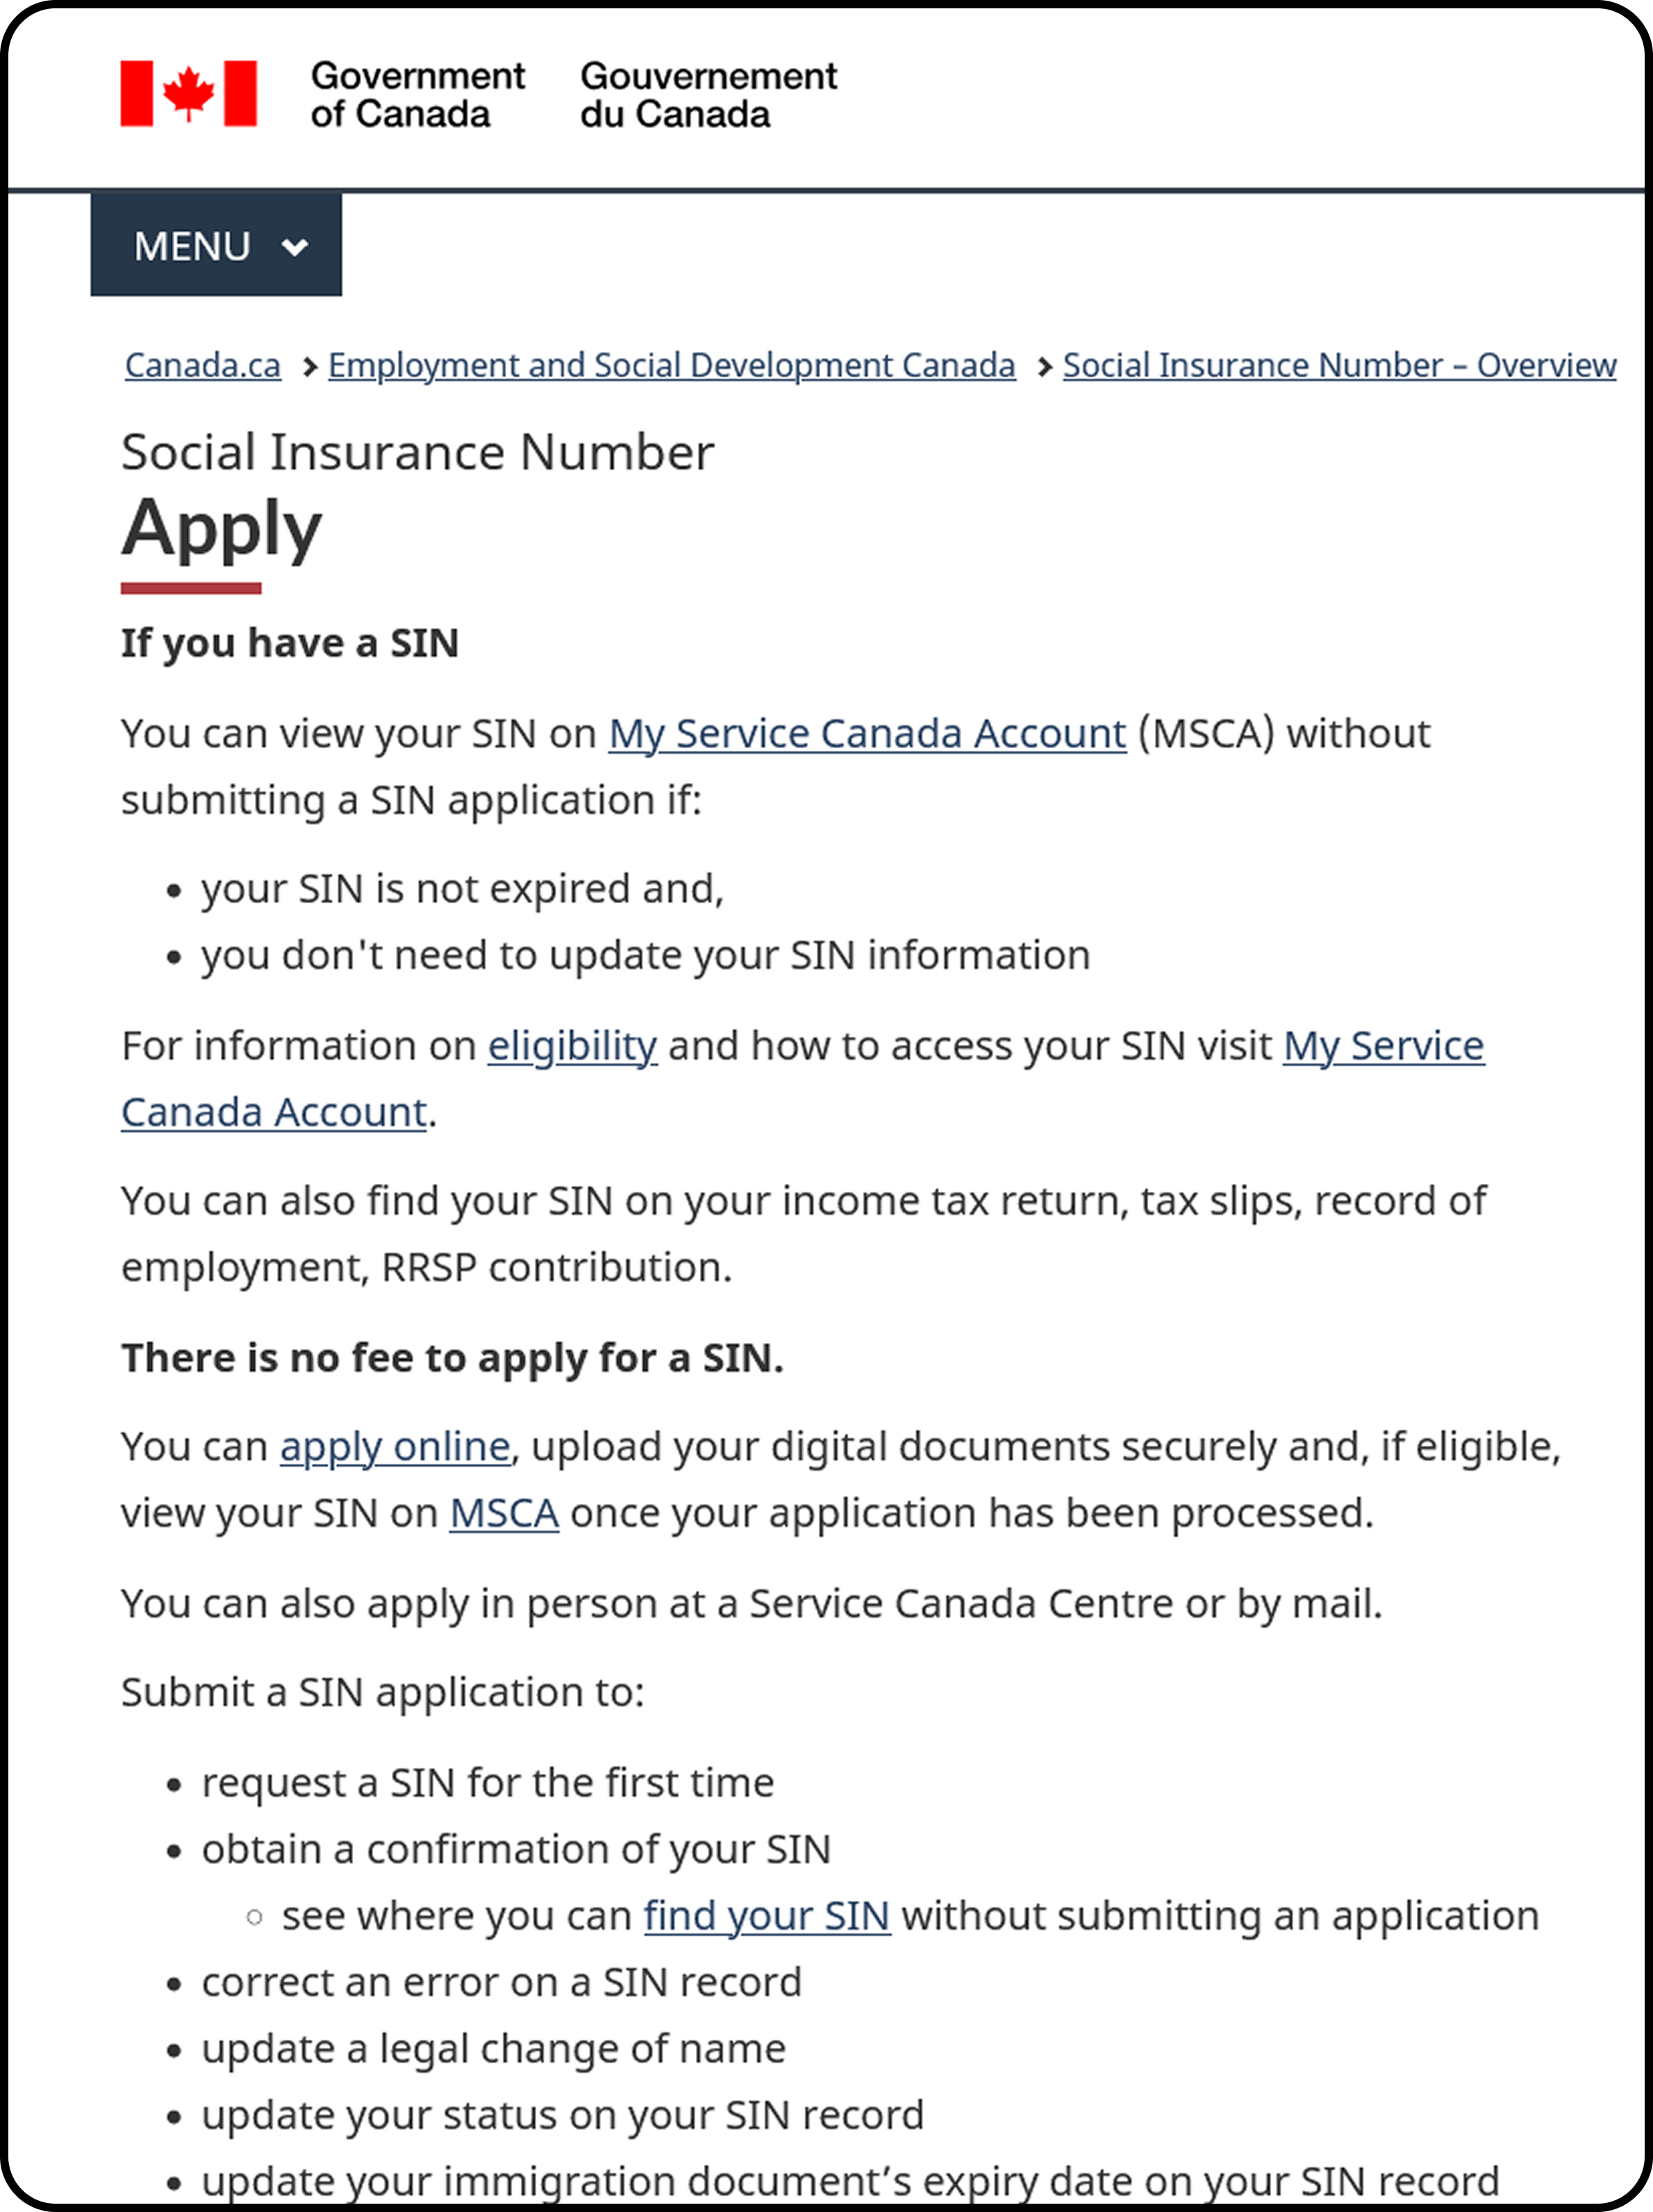 Government
of Canada
Gouvernement
du Canada
MENU
Canada.ca > Employment and Social Development Canada > Social Insurance Number – Overview
Social Insurance Number
Apply
If you have a SIN
You can view your SIN on My Service Canada Account (MSCA) without
submitting a SIN application if:
• your SIN is not expired and,
• you don't need to update your SIN information
For information on eligibility and how to access your SIN visit My Service
Canada Account.
You can also find your SIN on your income tax return, tax slips, record of
employment, RRSP contribution.
There is no fee to apply for a SIN.
You can apply online, upload your digital documents securely and, if eligible,
view your SIN on MSCA once your application has been processed.
You can also apply in person at a Service Canada Centre or by mail.
Submit a SIN application to:
• request a SIN for the first time
• obtain a confirmation of your SIN
○ see where you can find your SIN without submitting an application
• correct an error on a SIN record
• update a legal change of name
• update your status on your SIN record
• update your immigration document’s expiry date on your SIN record